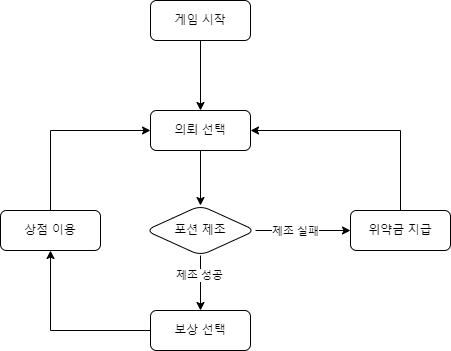 게임 시작
의뢰 선택
상점 이용
포션 제조
제조 실패
위약금 지급
제조 성공
보상 선택